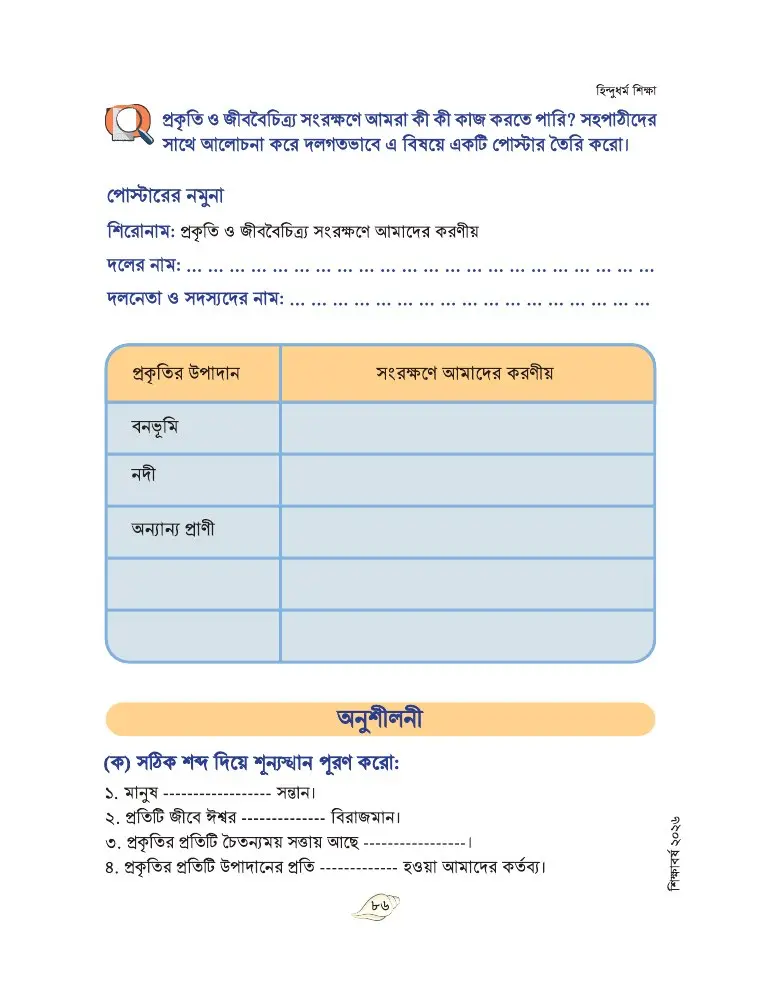 হিন্দুধর্ম শিক্ষা
প্রকৃতি ও জীববৈচিত্র্য সংরক্ষণে আমরা কী কী কাজ করতে পারি? সহপাঠীদের
সাথে আলোচনা করে দলগতভাবে এ বিষয়ে একটি পোস্টার তৈরি করো।
পোস্টারের নমুনা
শিরোনাম: প্রকৃতি ও জীববৈচিত্র্য সংরক্ষণে আমাদের করণীয়
দলের নাম: ... ... ... ... ... ... ... ... ... ... ... ... ... ... ... ... ... ... ... ... ... ...
দলনেতা ও সদস্যদের নাম: ... ... ... ... ... ... ... ... ... ... ... ... ... ... ... ... ...
প্রকৃতির উপাদান সংরক্ষণে আমাদের করণীয়
বনভূমি
নদী
অন্যান্য প্রাণী
অনুশীলনী
(ক) সঠিক শব্দ দিয়ে শূন্যস্থান পূরণ করো:
১. মানুষ ------------------ সন্তান।
২. প্রতিটি জীবে ঈশ্বর -------------- বিরাজমান।
৩. প্রকৃতির প্রতিটি চৈতন্যময় সত্তায় আছে -----------------।
৪. প্রকৃতির প্রতিটি উপাদানের প্রতি ------------- হওয়া আমাদের কর্তব্য।
৮৬
শিক্ষাবর্ষ ২০২৬